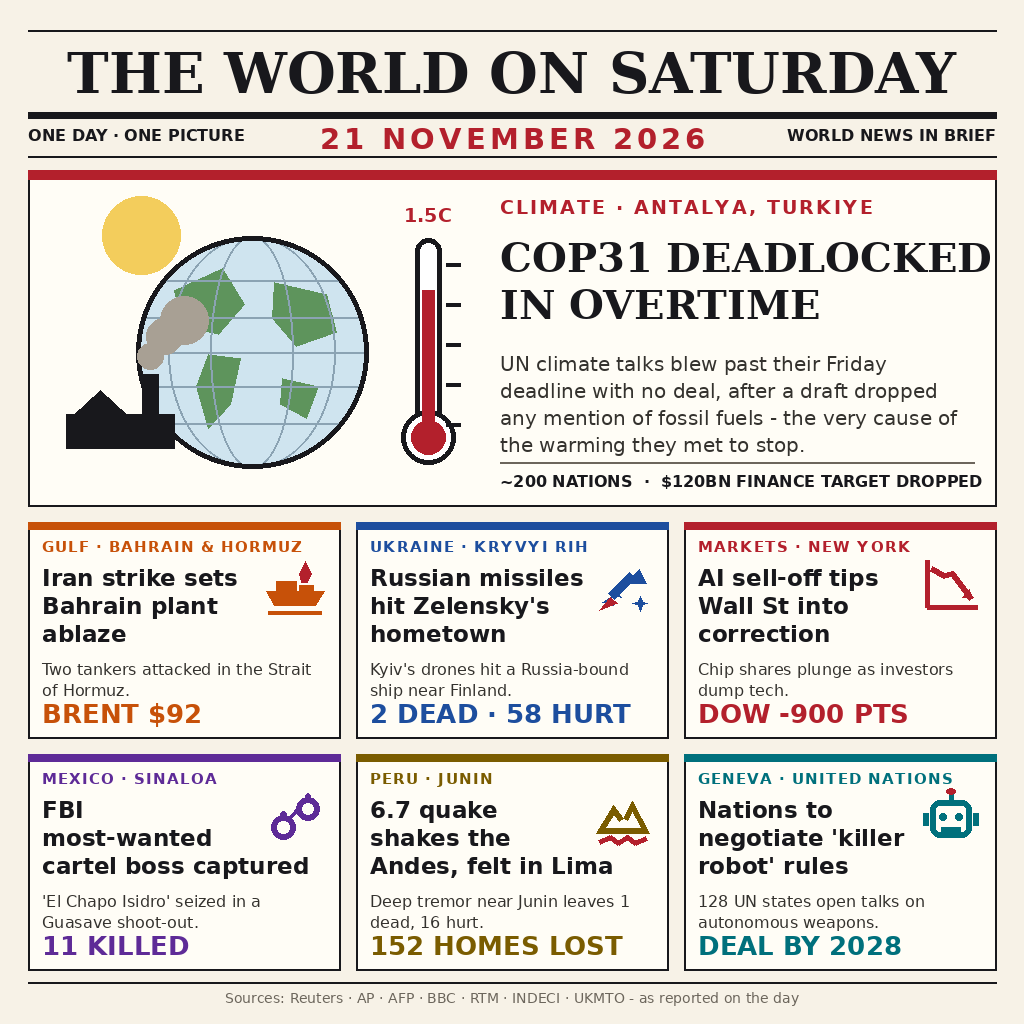 THE WORLD ON SATURDAY
ONE DAY · ONE PICTURE
21 NOVEMBER 2026
WORLD NEWS IN BRIEF
1.5C
CLIMATE · ANTALYA, TURKIYE
COP31 DEADLOCKED
IN OVERTIME
UN climate talks blew past their Friday
deadline with no deal, after a draft dropped
any mention of fossil fuels - the very cause of
the warming they met to stop.
~200 NATIONS · $120BN FINANCE TARGET DROPPED
GULF · BAHRAIN & HORMUZ
Iran strike sets
Bahrain plant
ablaze
Two tankers attacked in the Strait
of Hormuz.
BRENT $92
UKRAINE · KRYVYI RIH
Russian missiles
hit Zelensky's
hometown
Kyiv's drones hit a Russia-bound
ship near Finland.
2 DEAD · 58 HURT
MARKETS · NEW YORK
AI sell-off tips
Wall St into
correction
Chip shares plunge as investors
dump tech.
DOW -900 PTS
MEXICO · SINALOA
FBI
most-wanted
cartel boss captured
'El Chapo Isidro' seized in a
Guasave shoot-out.
11 KILLED
PERU · JUNIN
6.7 quake
shakes the
Andes, felt in Lima
Deep tremor near Junin leaves 1
dead, 16 hurt.
152 HOMES LOST
GENEVA · UNITED NATIONS
Nations to
negotiate 'killer
robot' rules
128 UN states open talks on
autonomous weapons.
DEAL BY 2028
Sources: Reuters · AP · AFP · BBC · RTM · INDECI · UKMTO - as reported on the day